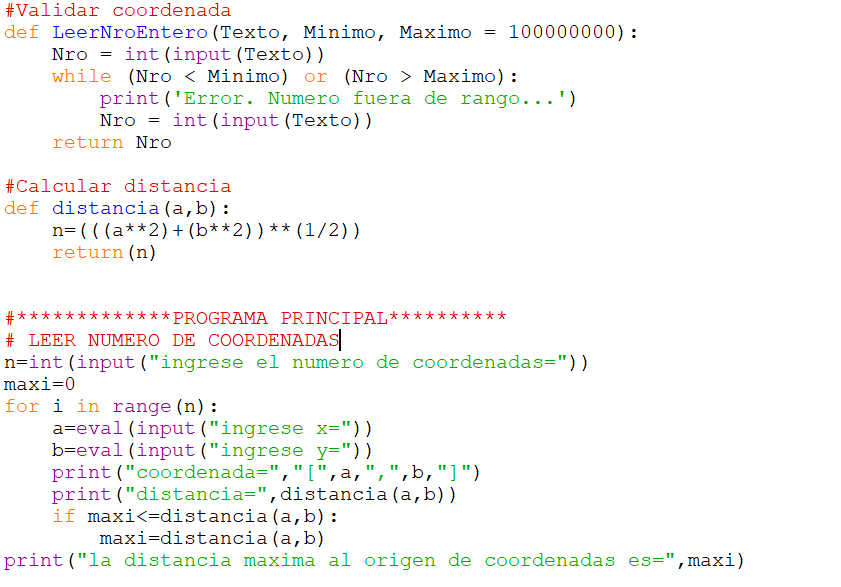 #Validar coordenada
def LeerNroEntero(Texto, Minimo, Maximo = 100000000):
    Nro = int(input(Texto))
    while (Nro < Minimo) or (Nro > Maximo):
        print('Error. Numero fuera de rango...')
        Nro = int(input(Texto))
    return Nro

#Calcular distancia
def distancia(a,b):
    n=(((a**2)+(b**2))**(1/2))
    return(n)

#*************PROGRAMA PRINCIPAL**********
# LEER NUMERO DE COORDENADAS
n=int(input("ingrese el numero de coordenadas="))
maxi=0
for i in range(n):
    a=eval(input("ingrese x="))
    b=eval(input("ingrese y="))
    print("coordenada=","[",a,",",b,"]")
    print("distancia=",distancia(a,b))
    if maxi<=distancia(a,b):
        maxi=distancia(a,b)
print("la distancia maxima al origen de coordenadas es=",maxi)